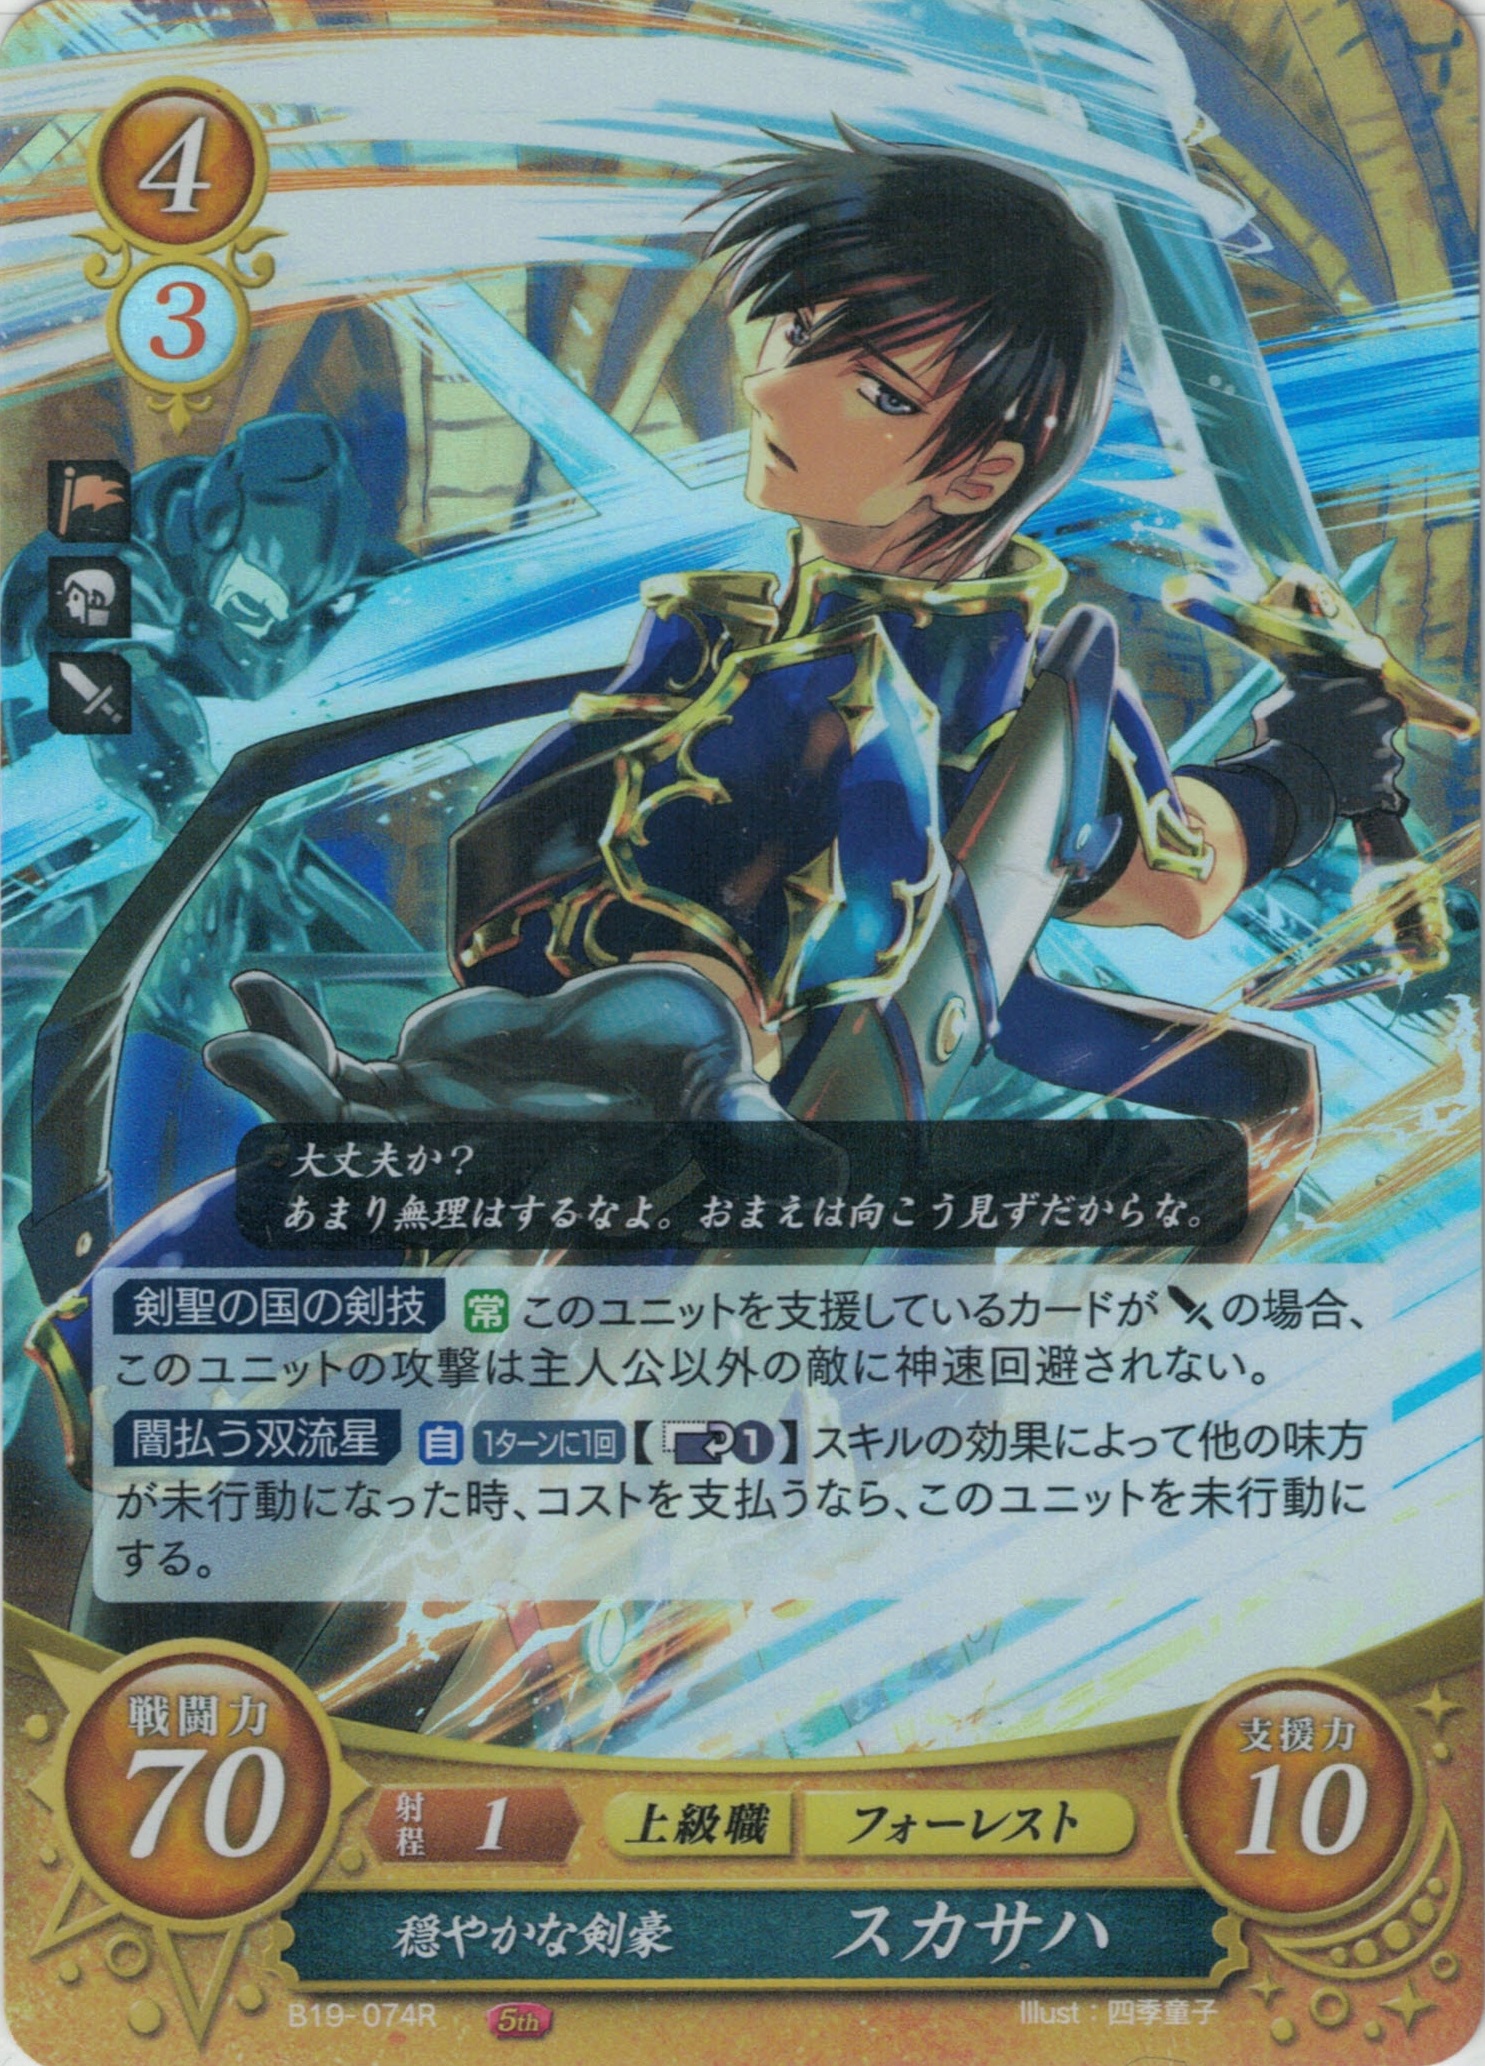 4
3
大丈夫か？
あまり無理はするなよ。おまえは向こう見ずだからな。
剣聖の国の剣技 常 このユニットを支援しているカードがの場合、
このユニットの攻撃は主人公以外の敵に神速回避されない。
闇払う双流星 自 1ターンに1回【1】スキルの効果によって他の味方
が未行動になった時、コストを支払うなら、このユニットを未行動に
する。
戦闘力
70
射程 1
上級職 フォーレスト
支援力
10
穏やかな剣豪 スカサハ
B19-074R 5th Illust：四季童子